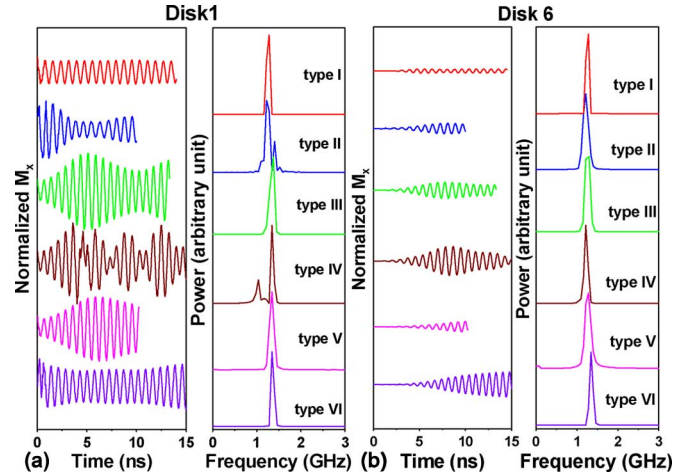 Disk1
Disk 6
Normalized Mₓ
Power (arbitrary unit)
type I
type II
type III
type IV
type V
type VI
0 5 10 15
0 1 2 3
(a) Time (ns)
Frequency (GHz)
Normalized Mₓ
Power (arbitrary unit)
type I
type II
type III
type IV
type V
type VI
0 5 10 15
0 1 2 3
(b) Time (ns)
Frequency (GHz)